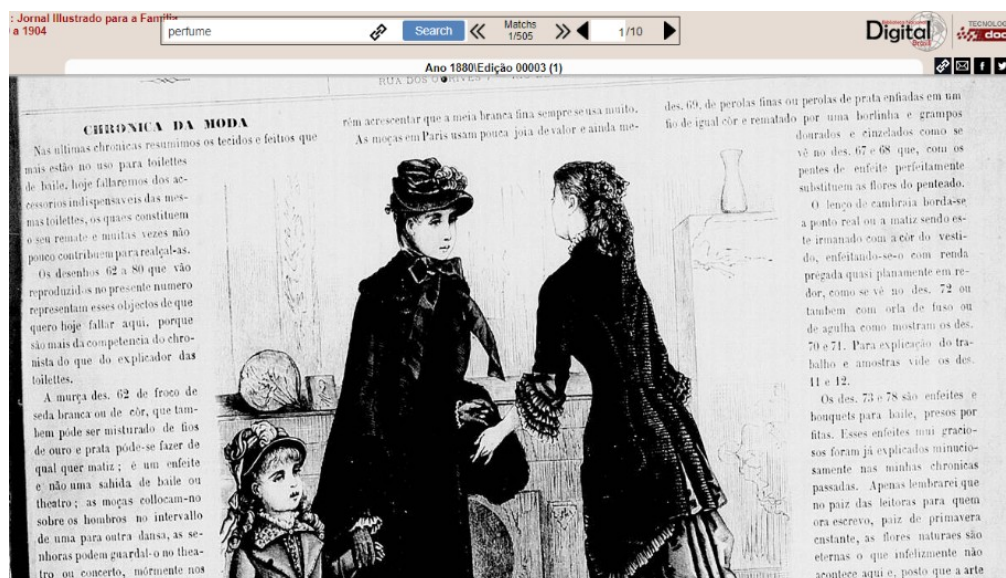 : Jornal Illustrado para a Familia
a 1904
perfume
Search
Matchs
1/505
1/10
Digital
Brasil
TECNOLOG
doc
Ano 1880\Edição 00003 (1)
RUA DOS OURIVES 7
CHRONICA DA MODA
Nas ultimas chronicas resumimos os tecidos e feitios que
mais estão no uso para toilettes
de baile, hoje fallaremos dos ac-
cessorios indispensaveis das mes-
mas toilettes, os quaes constituem
o seu remate e muitas vezes não
pouco contribuem para realçal-as.
Os desenhos 62 a 80 que vão
reproduzidos no presente numero
representam esses objectos de que
quero hoje fallar aqui, porque
são mais da competencia do chro-
nista do que do explicador das
toilettes.
A murça des. 62 de froco de
seda branca ou de côr, que tam-
bem póde ser misturado de fios
de ouro e prata póde-se fazer de
qual quer matiz ; é um enfeite
e não uma sahida de baile ou
theatro ; as moças collocam-no
sobre os hombros no intervallo
de uma para outra dansa, as se-
nhoras podem guardal-o no thea-
tro ou concerto, mórmente nos
rém acrescentar que a meia branca fina sempre se usa muito.
As moças em Paris usam pouca joia de valor e ainda me-
des. 69, de perolas finas ou perolas de prata enfiadas em um
fio de igual côr e rematado por uma borlinha e grampos
dourados e cinzelados como se
vê no des. 67 e 68 que, com os
pentes de enfeite perfeitamente
substituem as flores do penteado.
O lenço de cambraia borda-se
a ponto real ou a matiz sendo es-
te irmanado com a côr do vesti-
do, enfeitando-se-o com renda
pregada quasi planamente em re-
dor, como se vê no des. 72 ou
tambem com orla de fuso ou
de agulha como mostram os des.
70 e 71. Para explicação do tra-
balho e amostras vide os des.
11 e 12.
Os des. 73 e 78 são enfeites e
bouquets para baile, presos por
fitas. Esses enfeites mui gracio-
sos foram já explicados minucio-
samente nas minhas chronicas
passadas. Apenas lembrarei que
no paiz das leitoras para quem
ora escrevo, paiz de primavera
cnstante, as flores naturaes são
eternas o que infelizmente não
acontece aqui e, posto que a arte